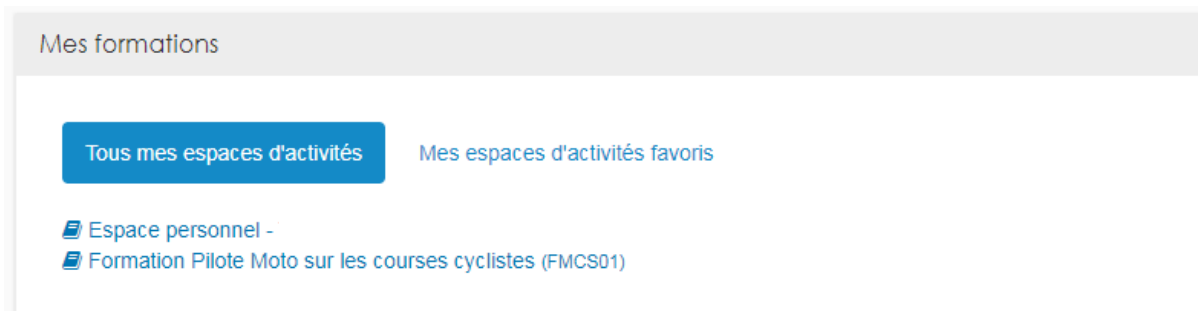 Mes formations
Tous mes espaces d'activités Mes espaces d'activités favoris
Espace personnel -
Formation Pilote Moto sur les courses cyclistes (FMCS01)